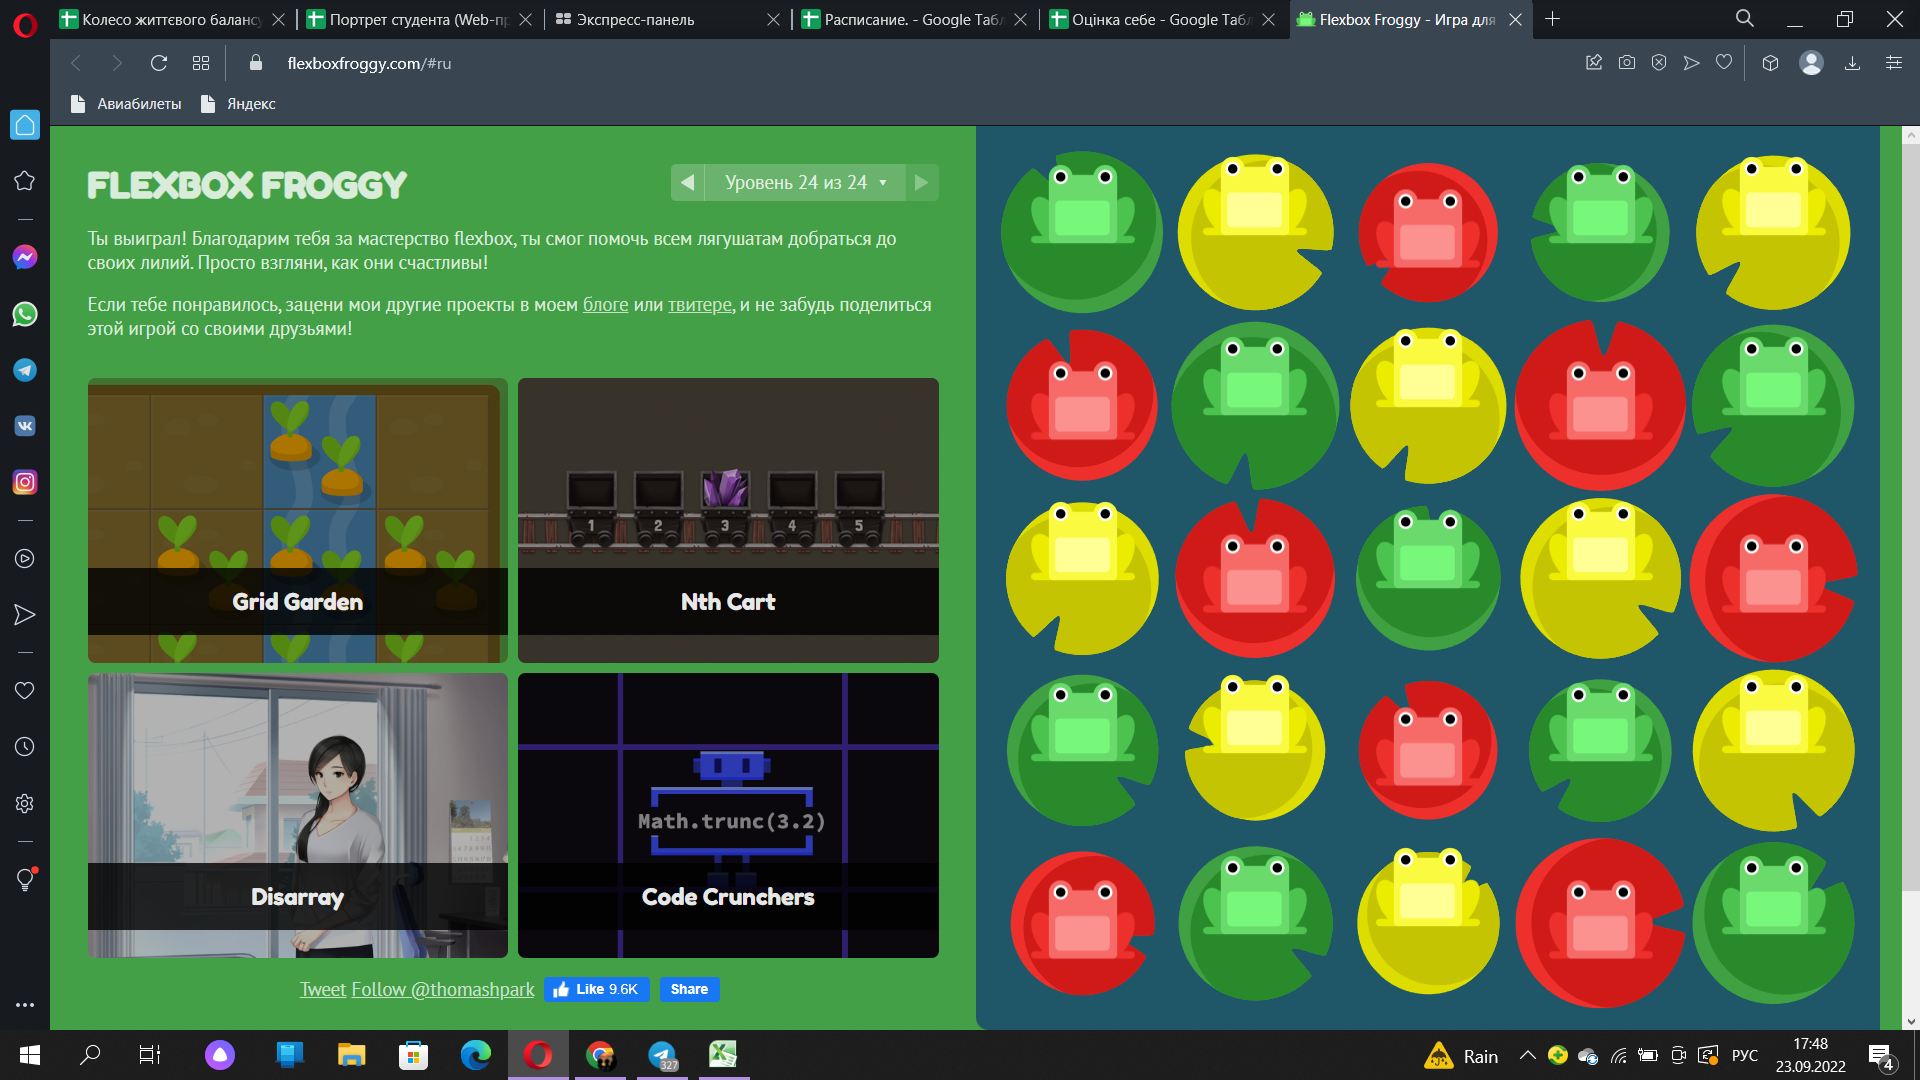 Колесо життєвого балансу
Портрет студента (Web-пр
Экспресс-панель
Расписание. - Google Табл
Оцінка себе - Google Табл
Flexbox Froggy - Игра для
flexboxfroggy.com/#ru
Авиабилеты
Яндекс
FLEXBOX FROGGY
Уровень 24 из 24
Ты выиграл! Благодарим тебя за мастерство flexbox, ты смог помочь всем лягушатам добраться до
своих лилий. Просто взгляни, как они счастливы!
Если тебе понравилось, зацени мои другие проекты в моем блоге или твитере, и не забудь поделиться
этой игрой со своими друзьями!
1 2 3 4 5
Grid Garden
Nth Cart
Math.trunc(3.2)
Disarray
Code Crunchers
Tweet Follow @thomashpark
Like 9.6K
Share
327
Rain
РУС
17:48
23.09.2022
4